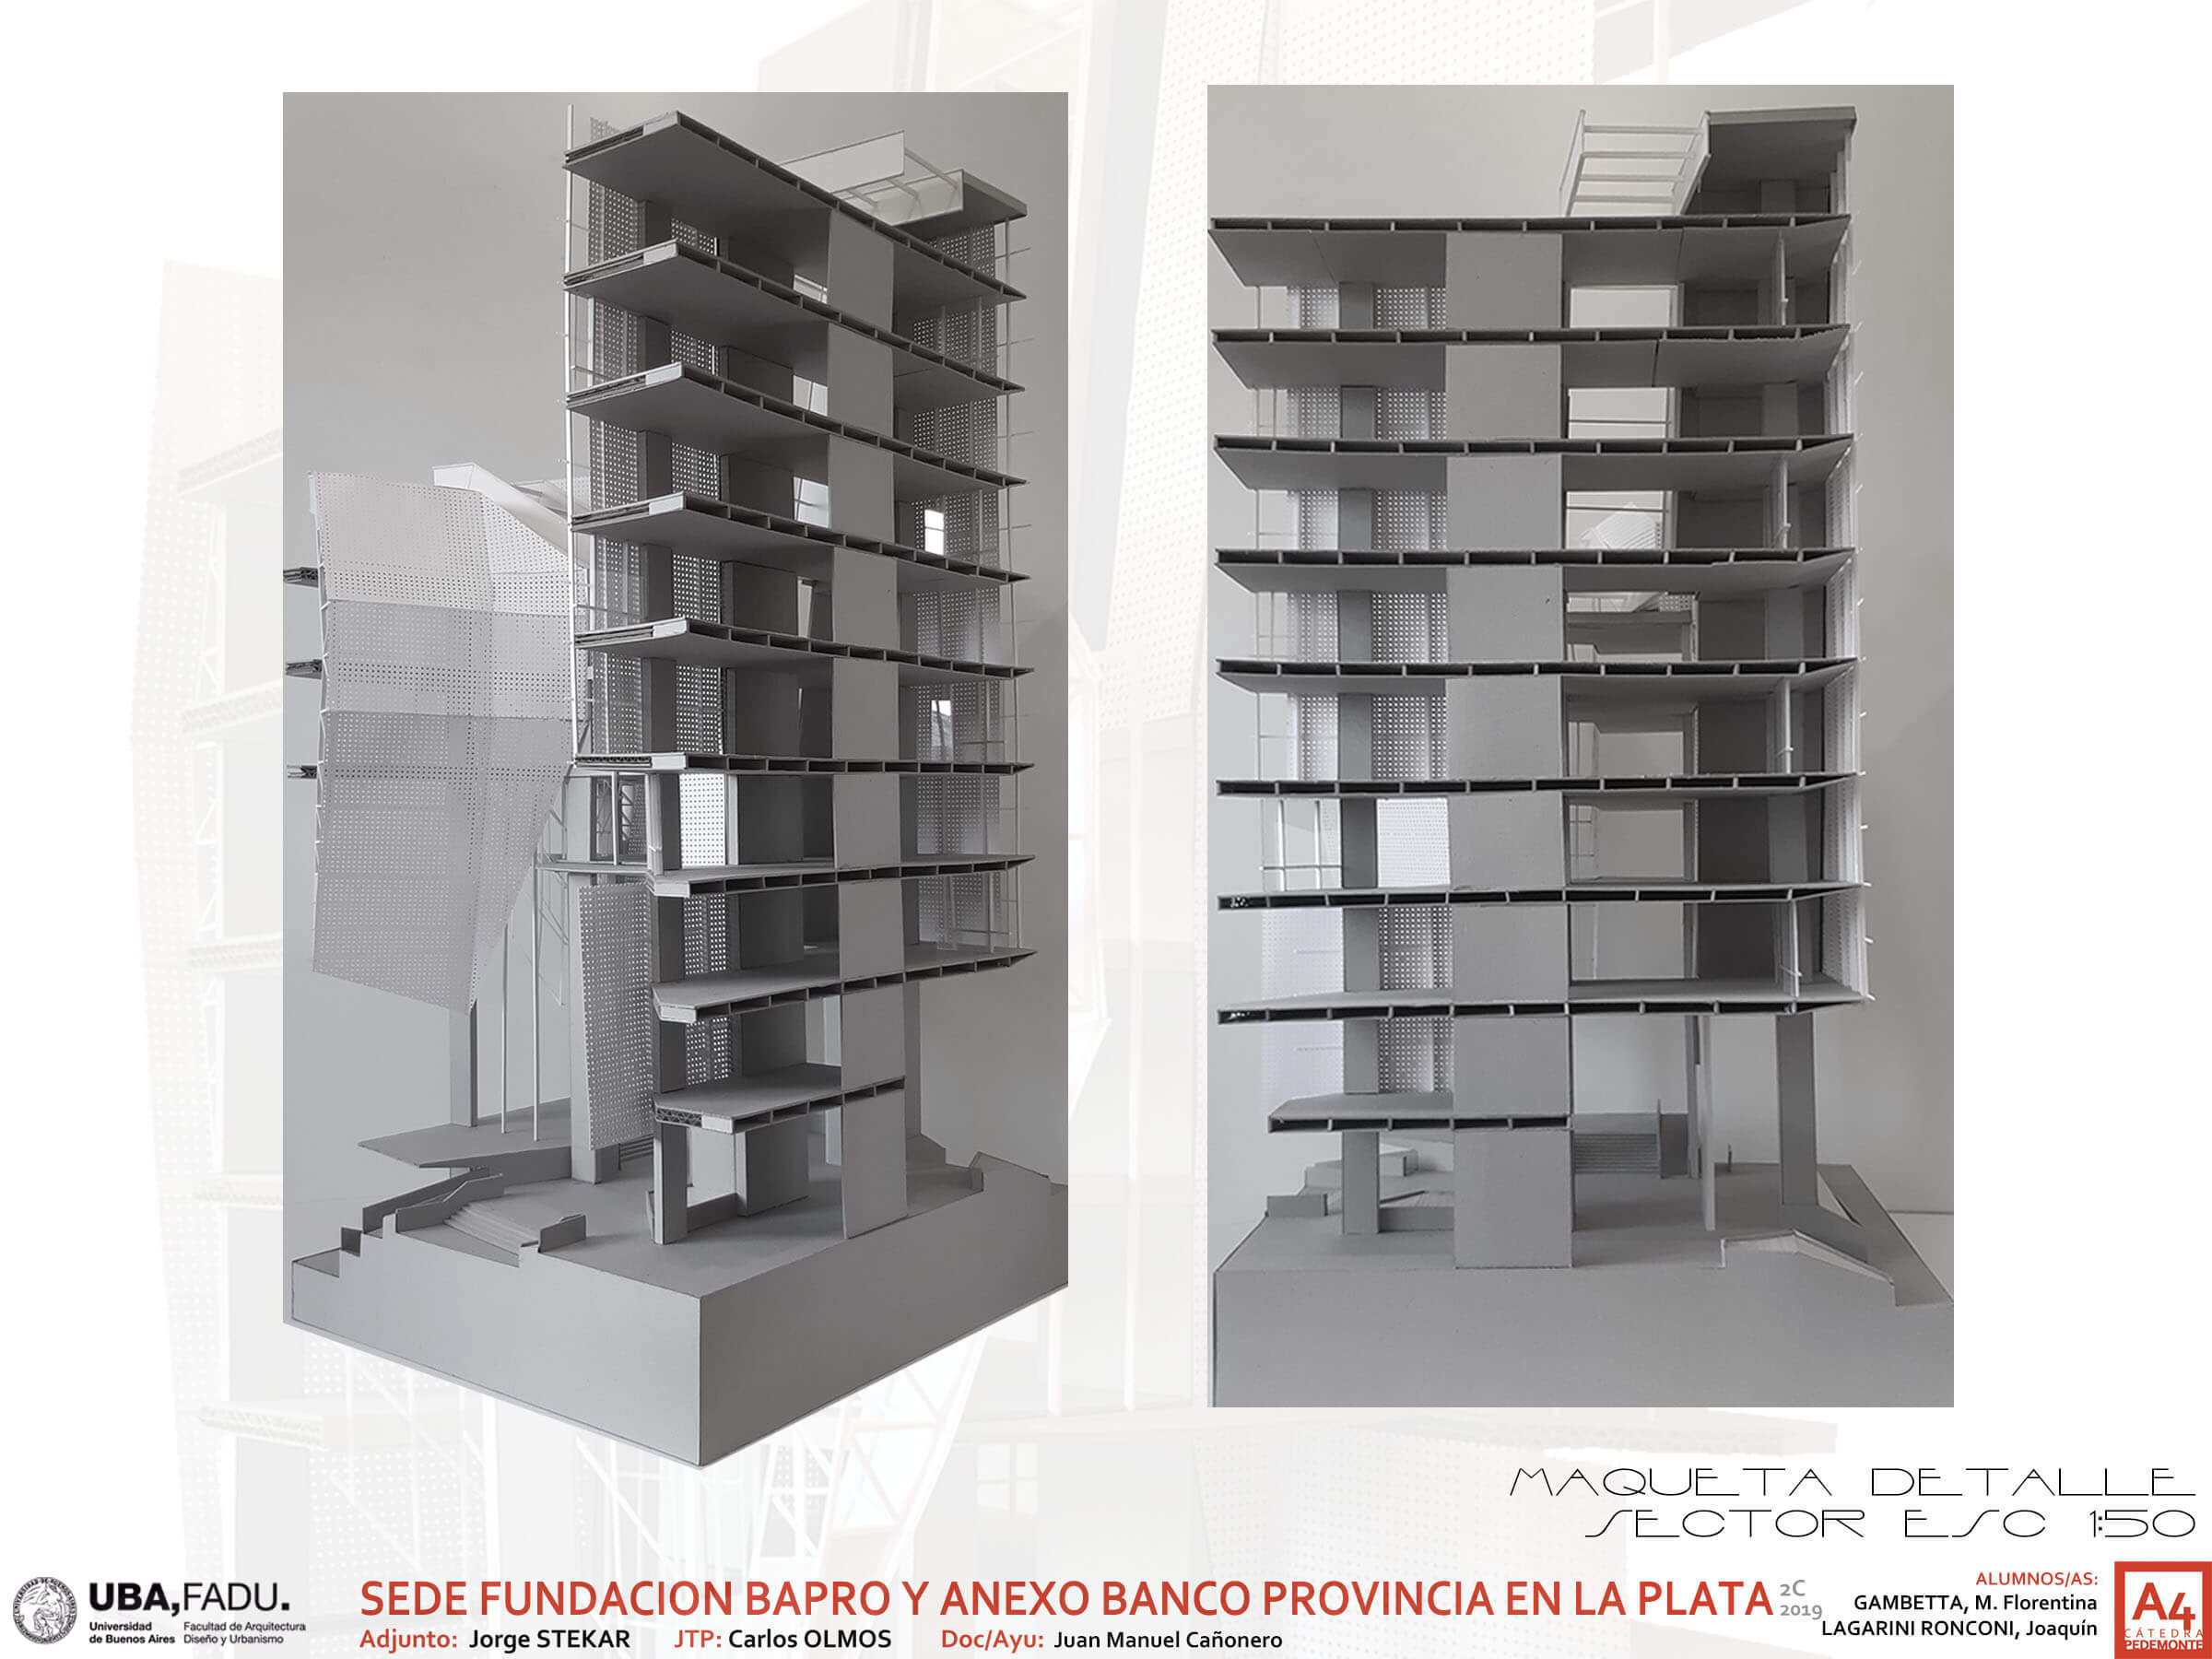 MAQUETA DETALLE
SECTOR ESC 1:50
UBA,FADU.
Universidad de Buenos Aires
Facultad de Arquitectura Diseño y Urbanismo
SEDE FUNDACION BAPRO Y ANEXO BANCO PROVINCIA EN LA PLATA 2C 2019
Adjunto: Jorge STEKAR JTP: Carlos OLMOS Doc/Ayu: Juan Manuel Cañonero
ALUMNOS/AS:
GAMBETTA, M. Florentina
LAGARINI RONCONI, Joaquín
A4
CÁTEDRA
PEDEMONTE